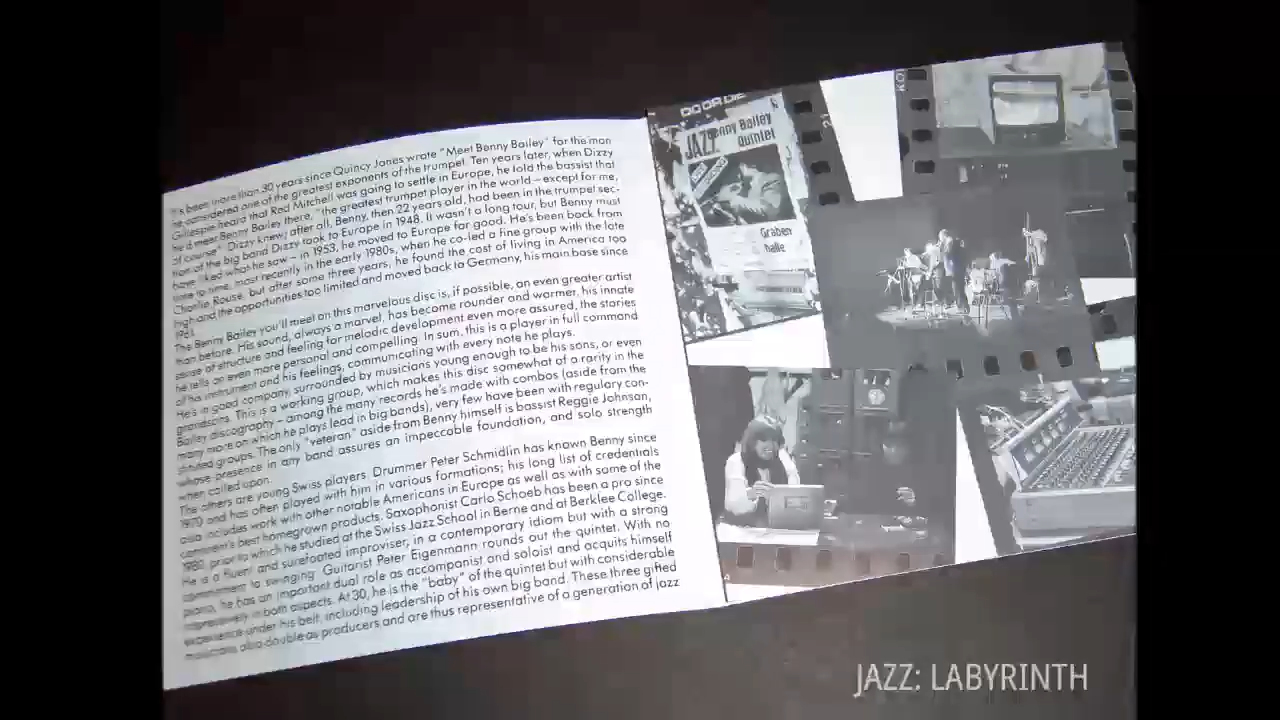 It's been more than 30 years since Quincy Jones wrote "Meet Benny Bailey" for the man
he considered one of the greatest exponents of the trumpet. Ten years later, when Dizzy
Gillespie heard that Red Mitchell was going to settle in Europe, he told the bassist that
he'd meet Benny Bailey there, "the greatest trumpet player in the world – except for me,
of course". Dizzy knew; after all, Benny, then 22 years old, had been in the trumpet sec-
tion of the big band Dizzy took to Europe in 1948. It wasn't a long tour, but Benny must
have liked what he saw – in 1953, he moved to Europe for good. He's been back from
time to time, most recently in the early 1980s, when he co-led a fine group with the late
Charlie Rouse, but after some three years, he found the cost of living in America too
high and the opportunities too limited and moved back to Germany, his main base since
1961.
The Benny Bailey you'll meet on this marvelous disc is, if possible, an even greater artist
than before. His sound, always a marvel, has become rounder and warmer, his innate
sense of structure and feeling for melodic development even more assured, the stories
he tells an even more personal and compelling. In sum, this is a player in full command
of his instrument and his feelings, communicating with every note he plays.
He's in good company, surrounded by musicians young enough to be his sons, or even
grandsons. This is a working group, which makes this disc somewhat of a rarity in the
Bailey discography – among the many records he's made with combos (aside from the
many more on which he plays lead in big bands), very few have been with regulary con-
stituted groups. The only "veteran" aside from Benny himself is bassist Reggie Johnson,
whose presence in any band assures an impeccable foundation, and solo strength
when called upon.
The others are young Swiss players. Drummer Peter Schmidlin has known Benny since
1970 and has often played with him in various formations; his long list of credentials
also includes work with other notable Americans in Europe as well as with some of the
continent's best homegrown products. Saxophonist Carlo Schoeb has been a pro since
1980, prior to which he studied at the Swiss Jazz School in Berne and at Berklee College.
He is a fluent and surefooted improviser, in a contemporary idiom but with a strong
commitment to swinging. Guitarist Peter Eigenmann rounds out the quintet. With no
piano, he has an important dual role as accompanist and soloist and acquits himself
impressively in both aspects. At 30, he is the "baby" of the quintet but with considerable
experience under his belt, including leadership of his own big band. These three gifted
musicians also double as producers and are thus representative of a generation of jazz
DO OR DIE
JAZZ
Benny Bailey
Quintet
Graben
halle
21
KO
4
JAZZ: LABYRINTH